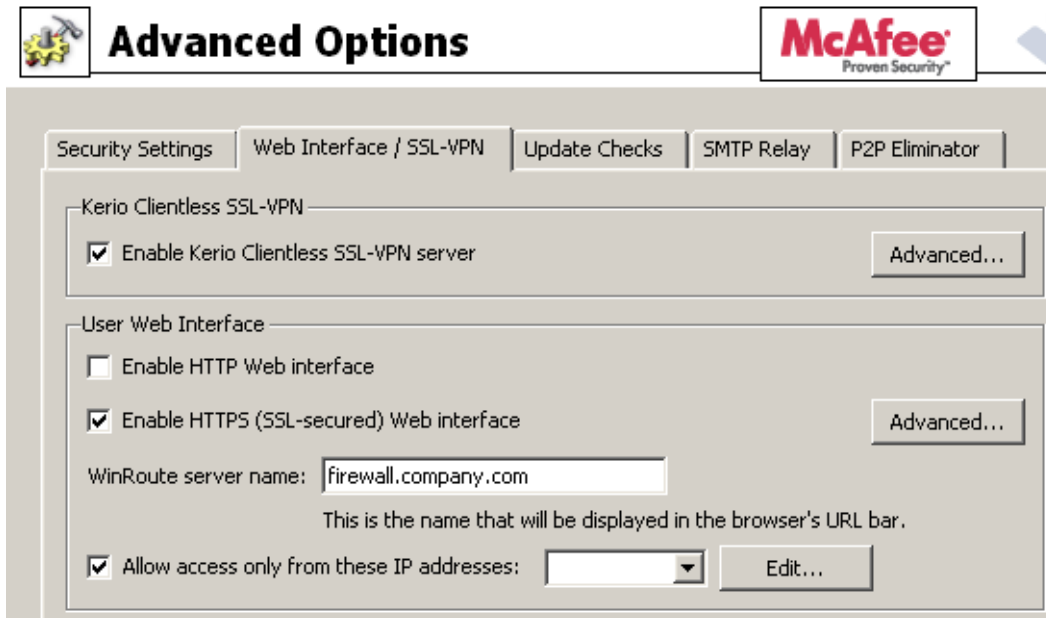 Advanced Options
McAfee
Proven Security™
Security Settings
Web Interface / SSL-VPN
Update Checks
SMTP Relay
P2P Eliminator
Kerio Clientless SSL-VPN
Enable Kerio Clientless SSL-VPN server
Advanced...
User Web Interface
Enable HTTP Web interface
Enable HTTPS (SSL-secured) Web interface
Advanced...
WinRoute server name: firewall.company.com
This is the name that will be displayed in the browser's URL bar.
Allow access only from these IP addresses:
Edit...